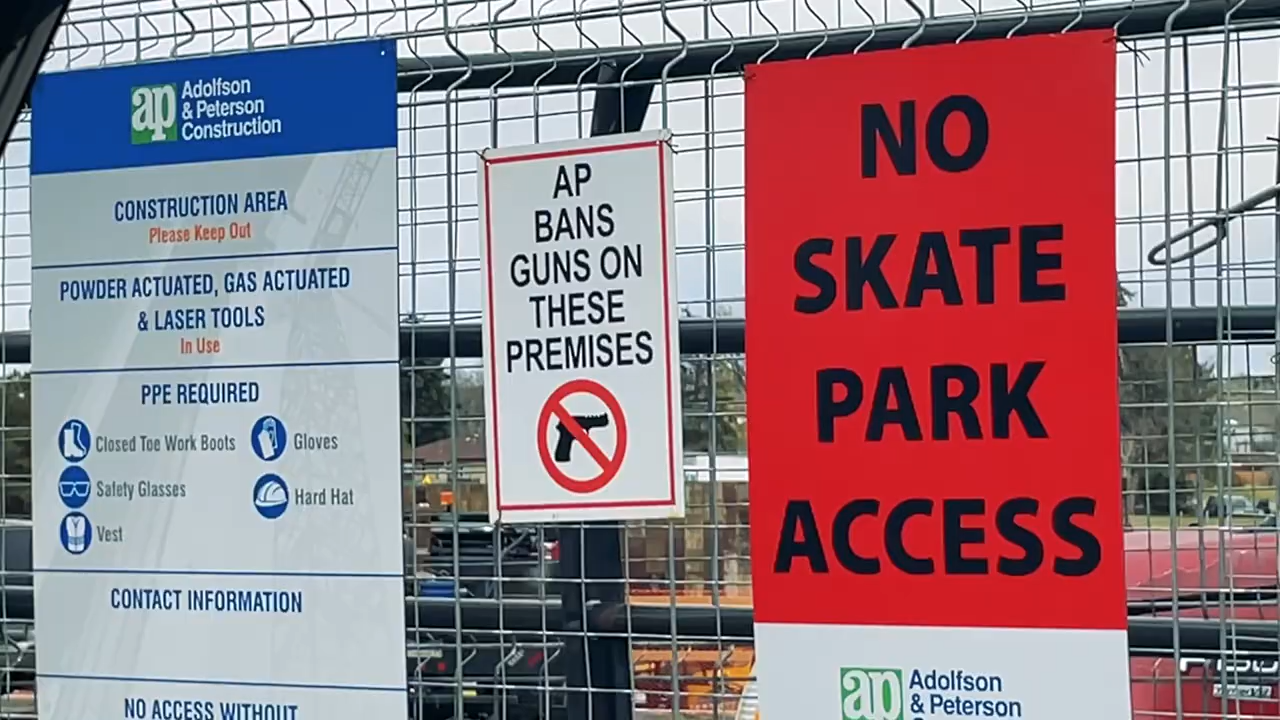 ap Adolfson
& Peterson
Construction
CONSTRUCTION AREA
Please Keep Out
POWDER ACTUATED, GAS ACTUATED
& LASER TOOLS
In Use
PPE REQUIRED
Closed Toe Work Boots
Gloves
Safety Glasses
Hard Hat
Vest
CONTACT INFORMATION
NO ACCESS WITHOUT
AP
BANS
GUNS ON
THESE
PREMISES
NO
SKATE
PARK
ACCESS
ap Adolfson
& Peterson